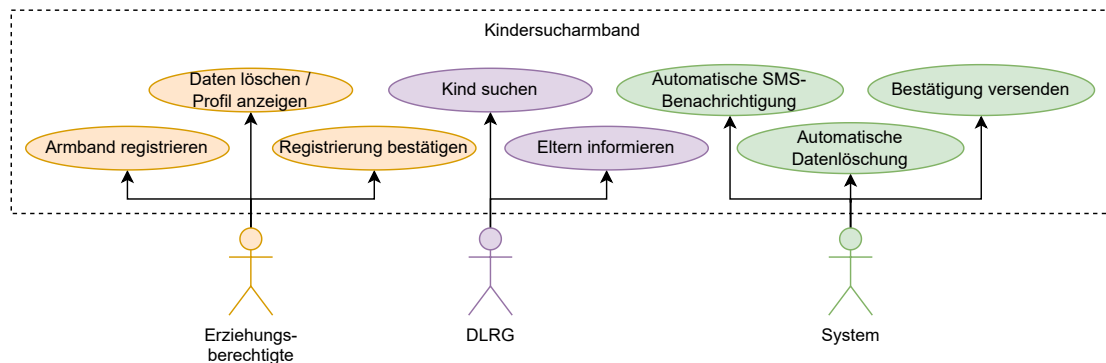 Kindersucharmband
Daten löschen /
Profil anzeigen
Kind suchen
Automatische SMS-
Benachrichtigung
Bestätigung versenden
Armband registrieren
Registrierung bestätigen
Eltern informieren
Automatische
Datenlöschung
Erziehungs-
berechtigte
DLRG
System